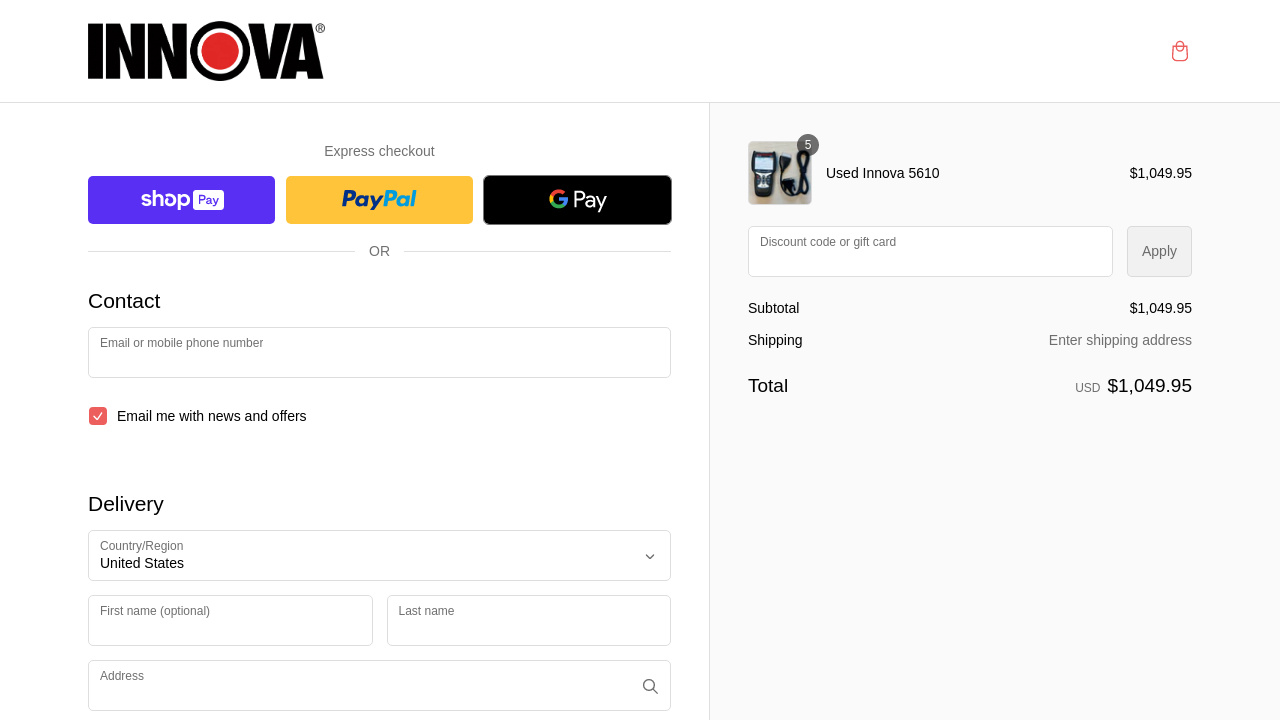 INNOVA®
Express checkout
shop Pay
PayPal
G Pay
OR
Contact
Email or mobile phone number
Email me with news and offers
Delivery
Country/Region
United States
First name (optional)
Last name
Address
5
Used Innova 5610
$1,049.95
Discount code or gift card
Apply
Subtotal
$1,049.95
Shipping
Enter shipping address
Total
USD $1,049.95